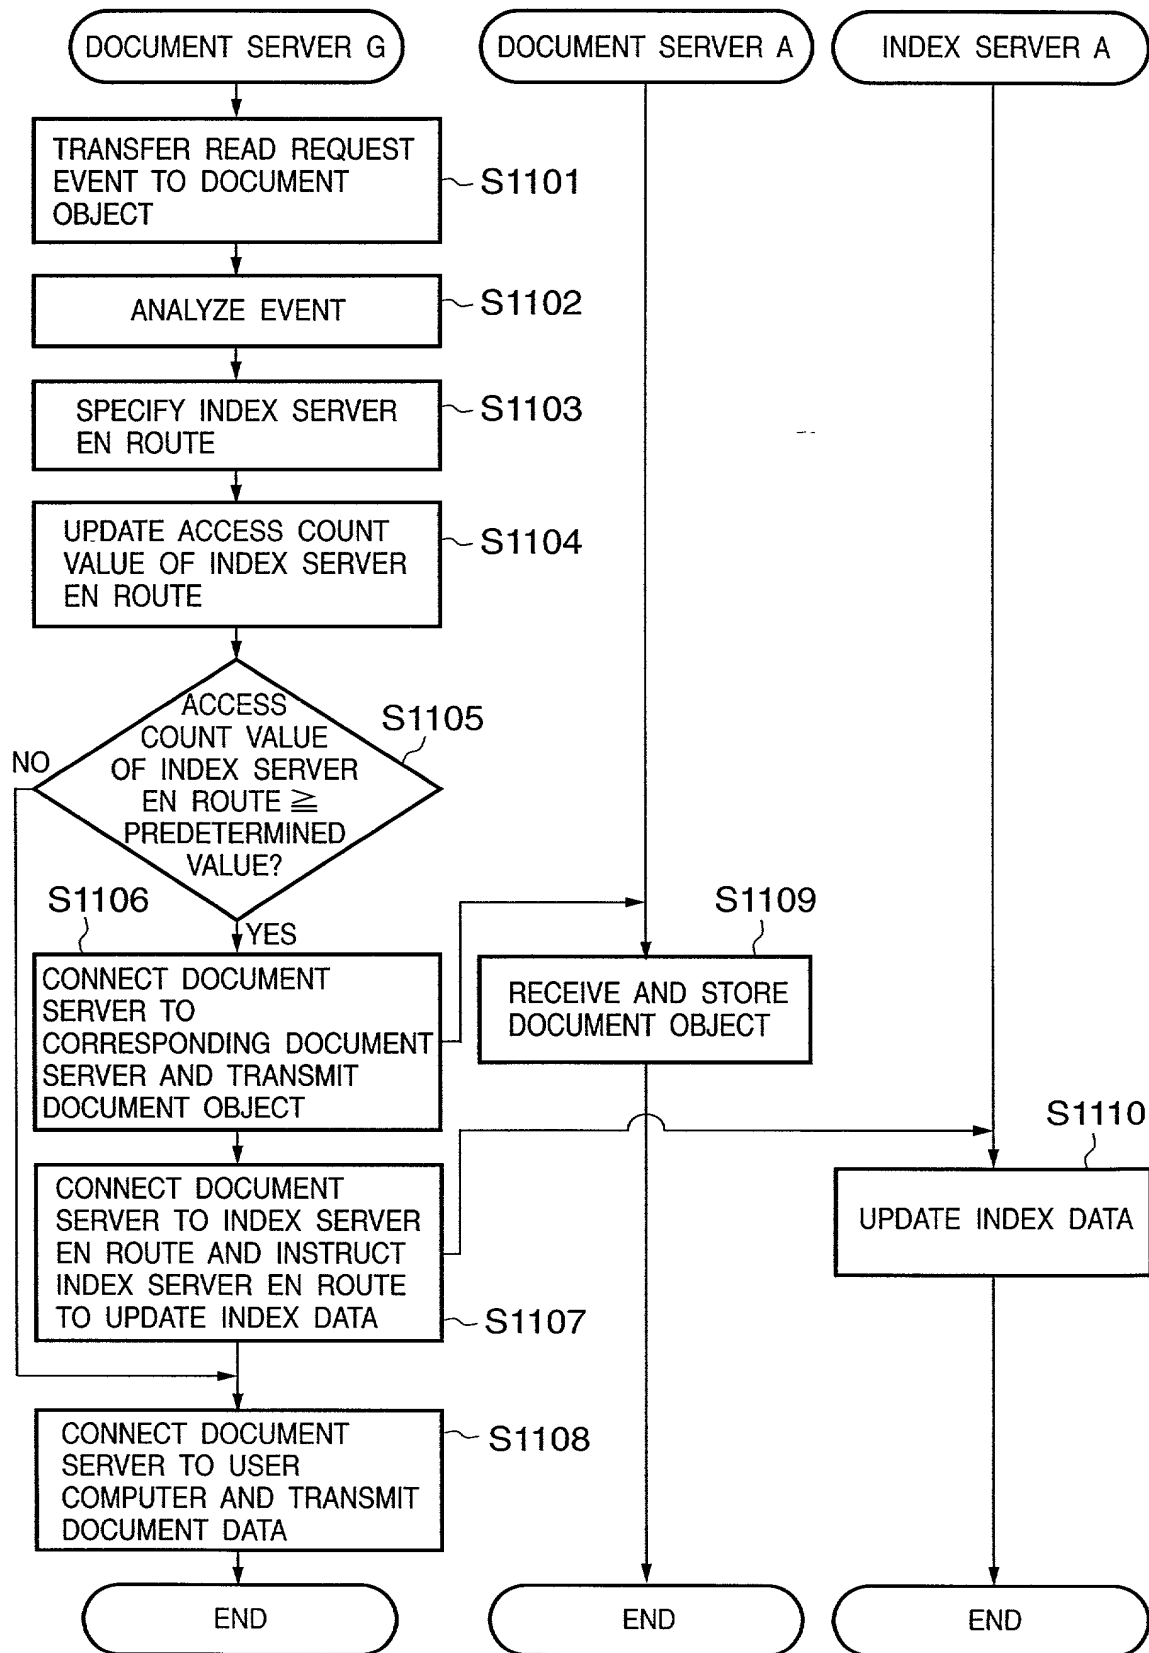 DOCUMENT SERVER G
DOCUMENT SERVER A
INDEX SERVER A
TRANSFER READ REQUEST
EVENT TO DOCUMENT
OBJECT
S1101
ANALYZE EVENT
S1102
SPECIFY INDEX SERVER
EN ROUTE
S1103
UPDATE ACCESS COUNT
VALUE OF INDEX SERVER
EN ROUTE
S1104
ACCESS
COUNT VALUE
OF INDEX SERVER
EN ROUTE ≧
PREDETERMINED
VALUE?
S1105
NO
YES
S1106
CONNECT DOCUMENT
SERVER TO
CORRESPONDING DOCUMENT
SERVER AND TRANSMIT
DOCUMENT OBJECT
S1109
RECEIVE AND STORE
DOCUMENT OBJECT
CONNECT DOCUMENT
SERVER TO INDEX SERVER
EN ROUTE AND INSTRUCT
INDEX SERVER EN ROUTE
TO UPDATE INDEX DATA
S1107
S1110
UPDATE INDEX DATA
CONNECT DOCUMENT
SERVER TO USER
COMPUTER AND TRANSMIT
DOCUMENT DATA
S1108
END
END
END